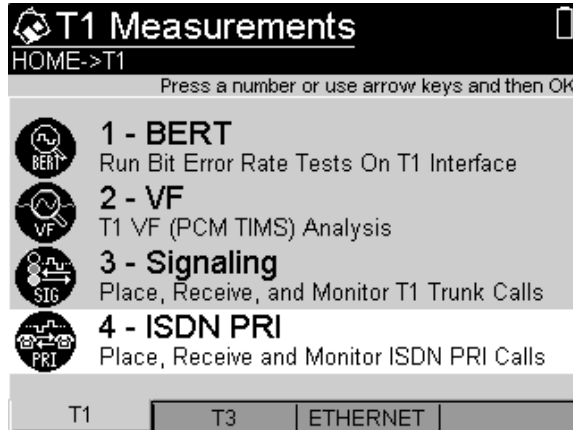 T1 Measurements
HOME->T1
Press a number or use arrow keys and then OK
1 - BERT
BERT
Run Bit Error Rate Tests On T1 Interface
2 - VF
VF
T1 VF (PCM TIMS) Analysis
3 - Signaling
SIG
Place, Receive, and Monitor T1 Trunk Calls
4 - ISDN PRI
PRI
Place, Receive and Monitor ISDN PRI Calls
T1 T3 ETHERNET